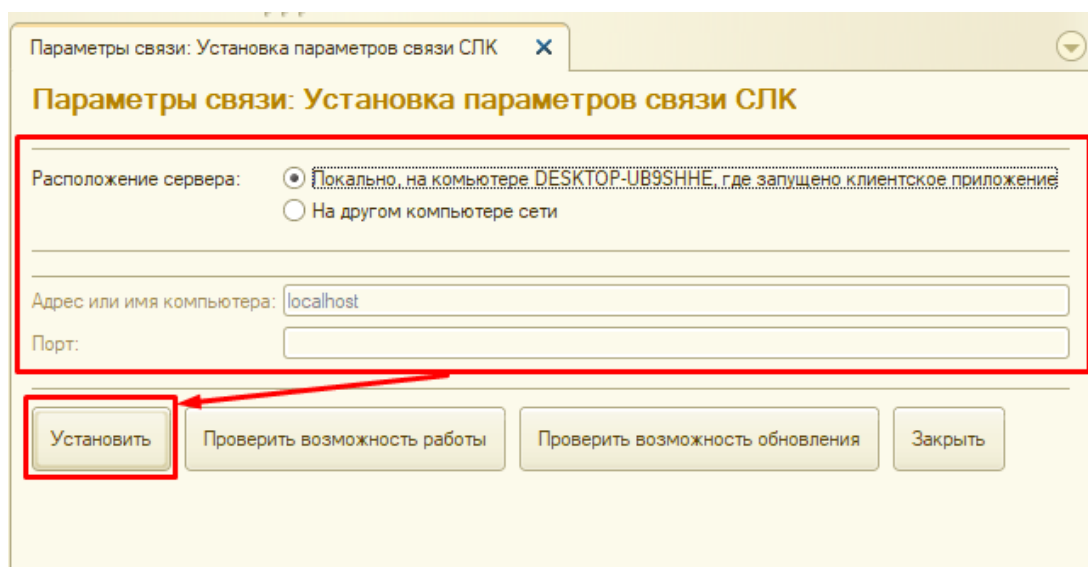 Параметры связи: Установка параметров связи СЛК
Параметры связи: Установка параметров связи СЛК
Расположение сервера:
Локально, на комьютере DESKTOP-UB9SHHE, где запущено клиентское приложение
На другом компьютере сети
Адрес или имя компьютера: localhost
Порт:
Установить Проверить возможность работы Проверить возможность обновления Закрыть